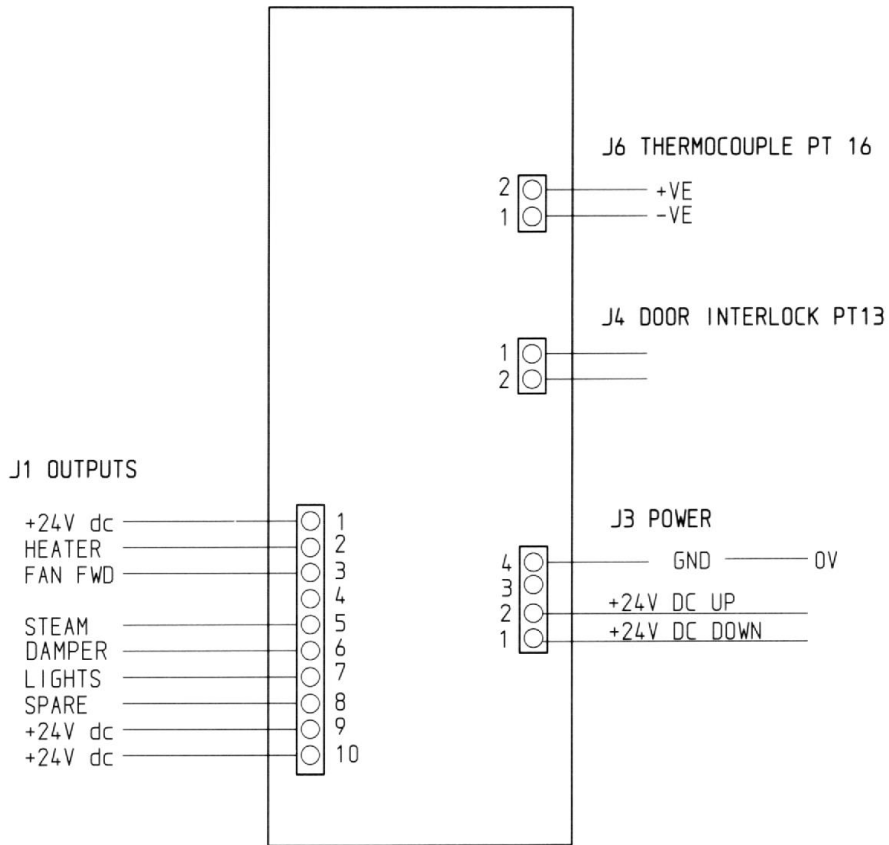 J6 THERMOCOUPLE PT 16
2 +VE
1 -VE
J4 DOOR INTERLOCK PT13
1
2
J1 OUTPUTS
+24V dc 1
HEATER 2
FAN FWD 3
4
STEAM 5
DAMPER 6
LIGHTS 7
SPARE 8
+24V dc 9
+24V dc 10
J3 POWER
4 GND 0V
3
2 +24V DC UP
1 +24V DC DOWN